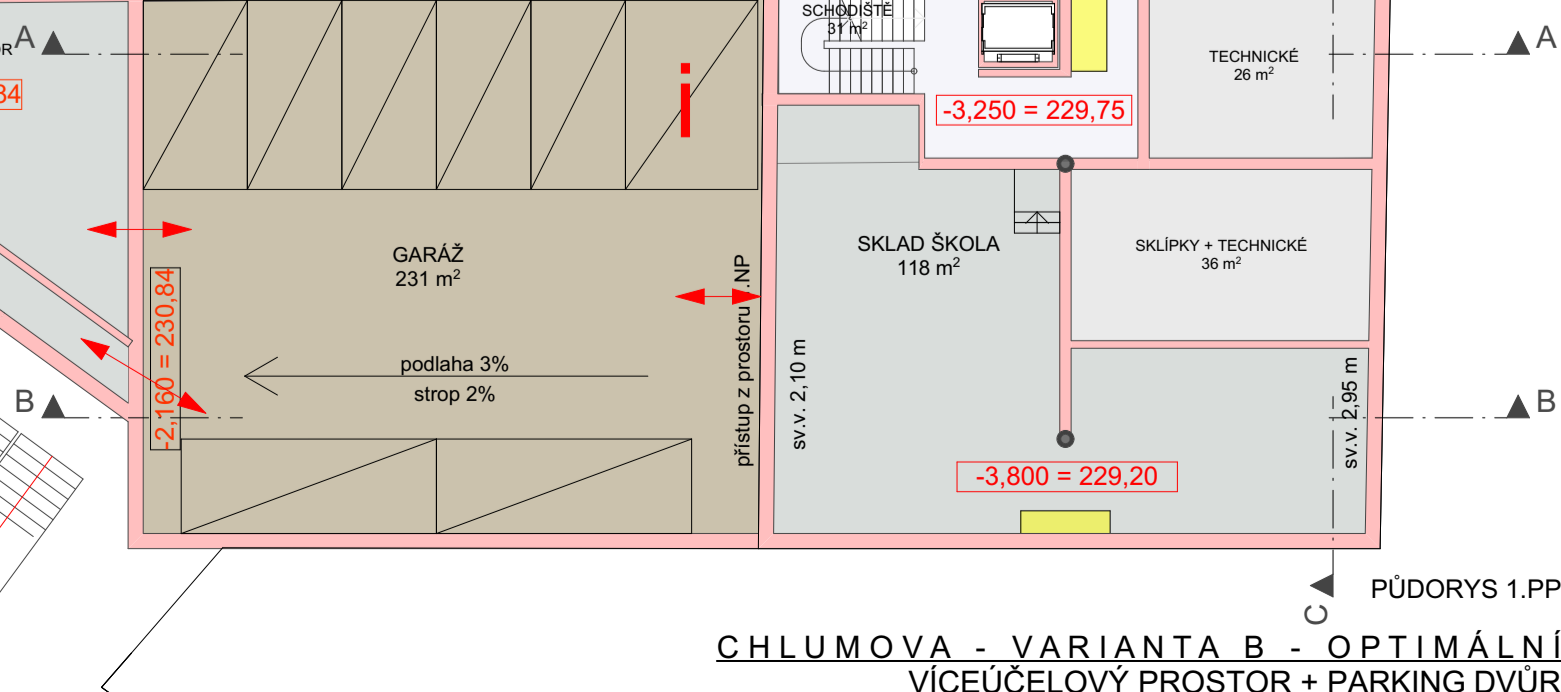 SCHODIŠTĚ
31 m²
A
A
TECHNICKÉ
26 m²
-3,250 = 229,75
i
GARÁŽ
231 m²
SKLAD ŠKOLA
118 m²
SKLÍPKY + TECHNICKÉ
36 m²
-2,160 = 230,84
přístup z prostoru .NP
podlaha 3%
strop 2%
sv.v. 2,10 m
sv.v. 2,95 m
B
B
-3,800 = 229,20
C
PŮDORYS 1.PP
CHLUMOVA - VARIANTA B - OPTIMÁLNÍ
VÍCEÚČELOVÝ PROSTOR + PARKING DVŮR